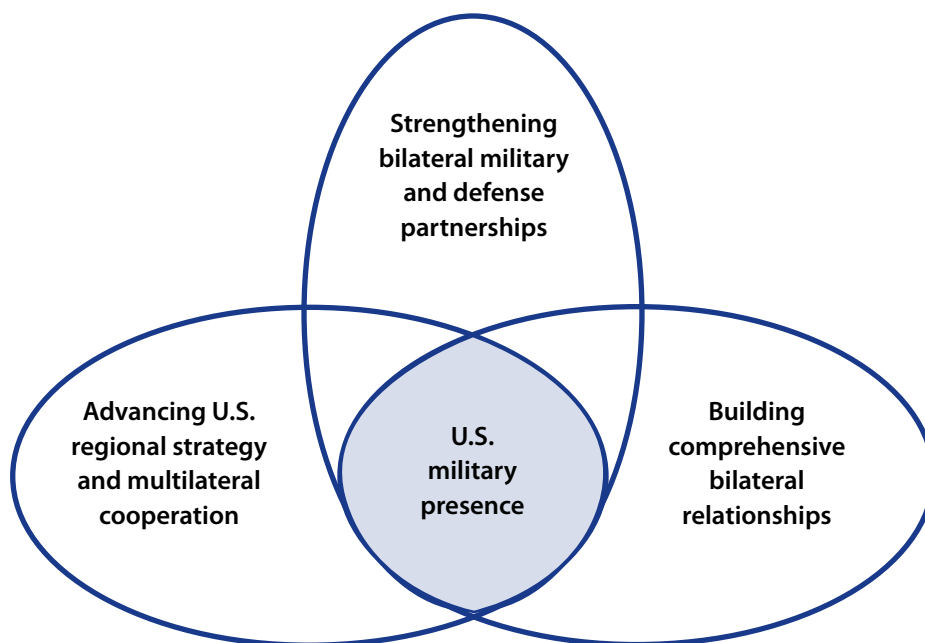 Strengthening
bilateral military
and defense
partnerships
Advancing U.S.
regional strategy
and multilateral
cooperation
U.S.
military
presence
Building
comprehensive
bilateral
relationships